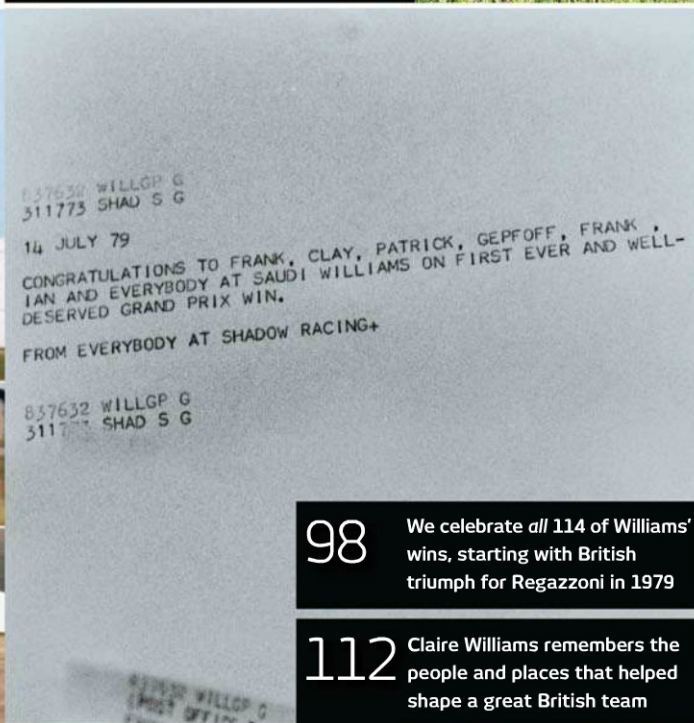 837632 WILLGP G
311773 SHAD S G
14 JULY 79
CONGRATULATIONS TO FRANK, CLAY, PATRICK, GEPFOFF, FRANK ,
IAN AND EVERYBODY AT SAUDI WILLIAMS ON FIRST EVER AND WELL-
DESERVED GRAND PRIX WIN.
FROM EVERYBODY AT SHADOW RACING+
837632 WILLGP G
SHAD S G
98 We celebrate all 114 of Williams'
wins, starting with British
triumph for Regazzoni in 1979
112 Claire Williams remembers the
people and places that helped
shape a great British team
WILLGP G